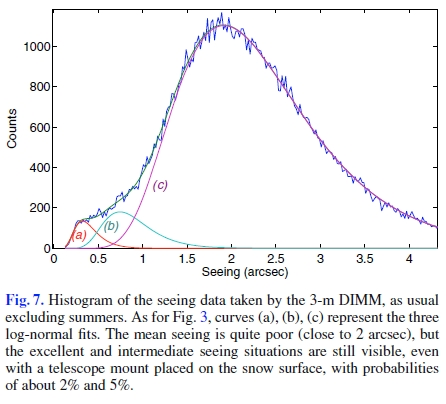 1000
800
600
400
200
0
Counts
(a)
(b)
(c)
0
0.5
1
1.5
2
2.5
3
3.5
4
Seeing (arcsec)
Fig. 7. Histogram of the seeing data taken by the 3-m DIMM, as usual
excluding summers. As for Fig. 3, curves (a), (b), (c) represent the three
log-normal fits. The mean seeing is quite poor (close to 2 arcsec), but
the excellent and intermediate seeing situations are still visible, even
with a telescope mount placed on the snow surface, with probabilities
of about 2% and 5%.